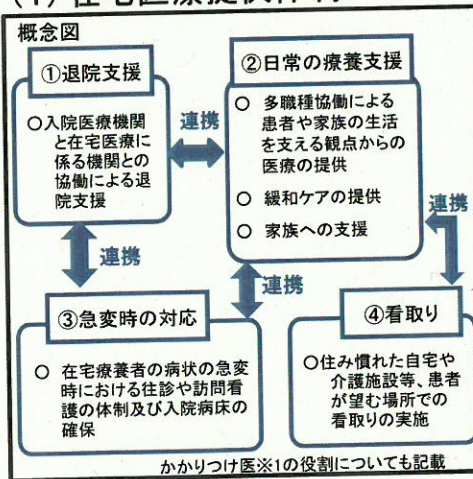 概念図
①退院支援
○入院医療機関
と在宅医療に
係る機関との
協働による退
院支援
連携
②日常の療養支援
○ 多職種協働による
患者や家族の生活
を支える観点からの
医療の提供
○ 緩和ケアの提供
○ 家族への支援
連携
連携
連携
③急変時の対応
○ 在宅療養者の病状の急変
時における往診や訪問看
護の体制及び入院病床の
確保
④看取り
○住み慣れた自宅や
介護施設等、患者
が望む場所での
看取りの実施
かかりつけ医※1の役割についても記載